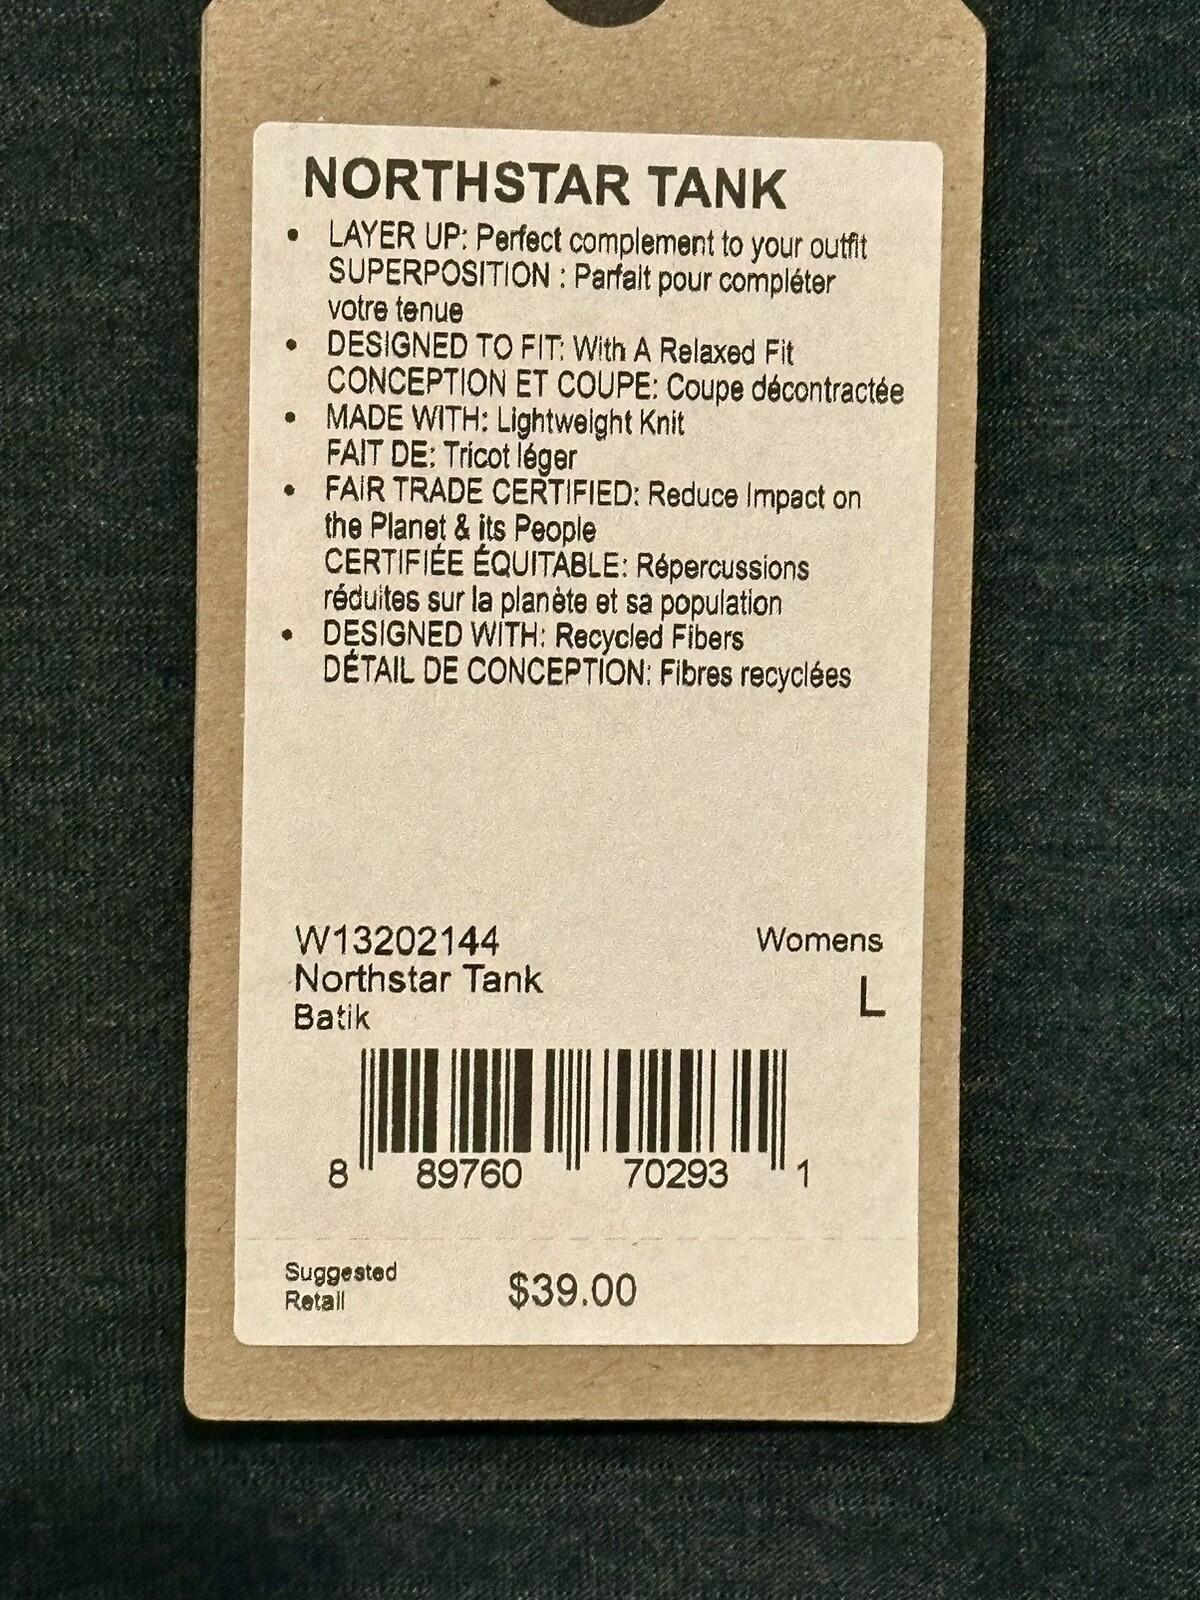 NORTHSTAR TANK
• LAYER UP: Perfect complement to your outfit
SUPERPOSITION : Parfait pour compléter
votre tenue
• DESIGNED TO FIT: With A Relaxed Fit
CONCEPTION ET COUPE: Coupe décontractée
• MADE WITH: Lightweight Knit
FAIT DE: Tricot léger
• FAIR TRADE CERTIFIED: Reduce Impact on
the Planet & its People
CERTIFIÉE ÉQUITABLE: Répercussions
réduites sur la planète et sa population
• DESIGNED WITH: Recycled Fibers
DÉTAIL DE CONCEPTION: Fibres recyclées
W13202144
Northstar Tank
Batik
Womens
L
8 89760 70293 1
Suggested
Retail
$39.00